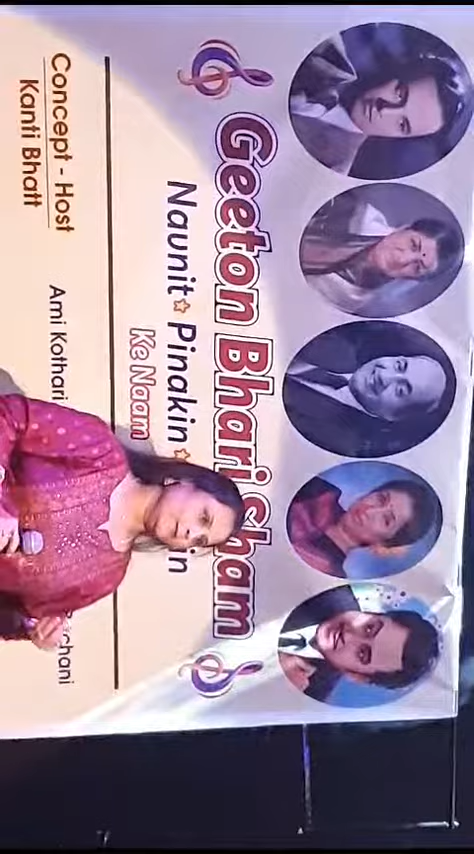 Geeton Bhari Sham
Naunit Pinakin
Ke Naam
Concept - Host
Kanti Bhatt
Ami Kothari